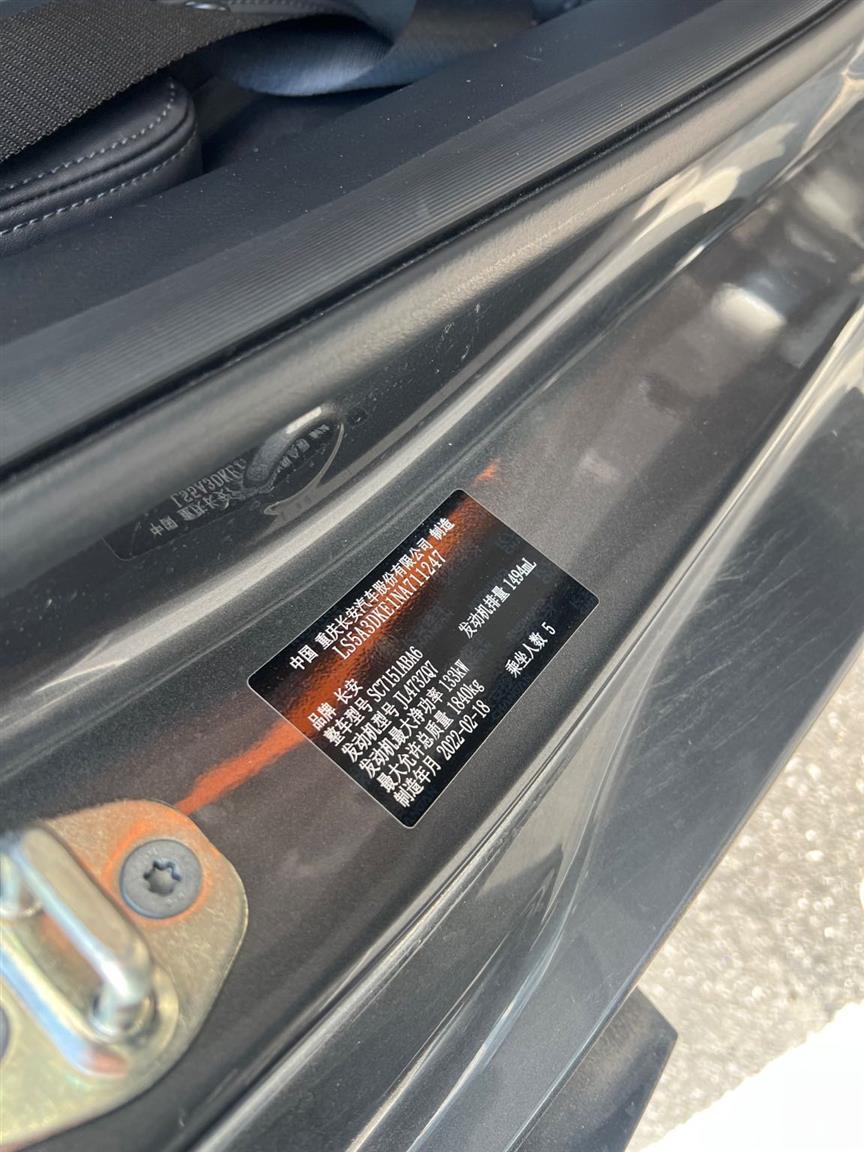 中国 重庆长安汽车股份有限公司 制造
LS5A3DKE1NA711247
品牌 长安
整车型号 SC7151ABA6
发动机型号 JL473ZQ7 发动机排量 1494mL
发动机最大净功率 133kW
最大允许总质量 1840kg
制造年月 2022-02-18 乘坐人数 5